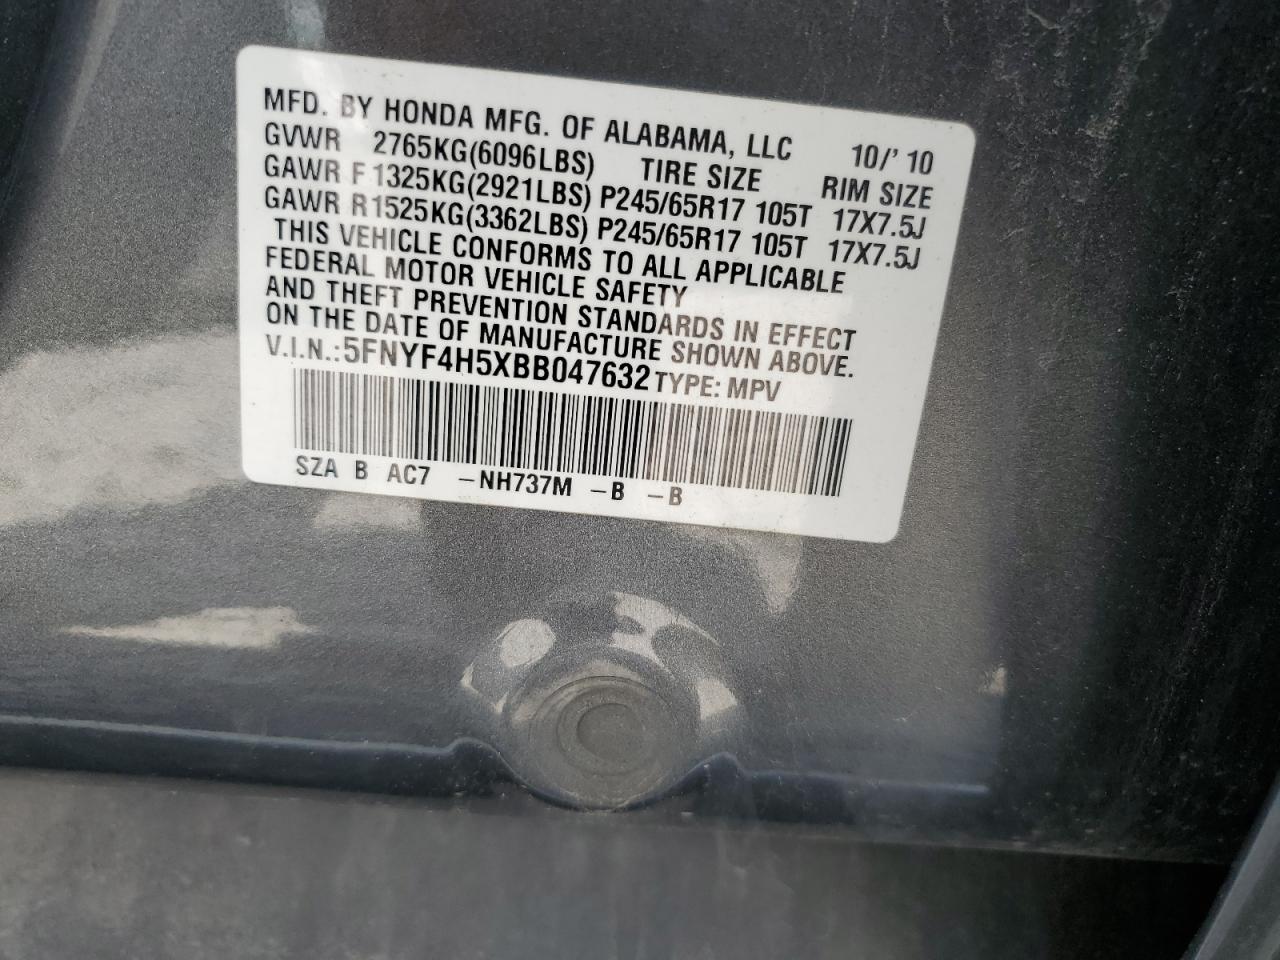 MFD. BY HONDA MFG. OF ALABAMA, LLC 10/' 10
GVWR 2765KG(6096LBS) TIRE SIZE RIM SIZE
GAWR F 1325KG(2921LBS) P245/65R17 105T 17X7.5J
GAWR R1525KG(3362LBS) P245/65R17 105T 17X7.5J
THIS VEHICLE CONFORMS TO ALL APPLICABLE
FEDERAL MOTOR VEHICLE SAFETY
AND THEFT PREVENTION STANDARDS IN EFFECT
ON THE DATE OF MANUFACTURE SHOWN ABOVE.
V.I.N.:5FNYF4H5XBB047632 TYPE: MPV
SZA B AC7 -NH737M -B -B